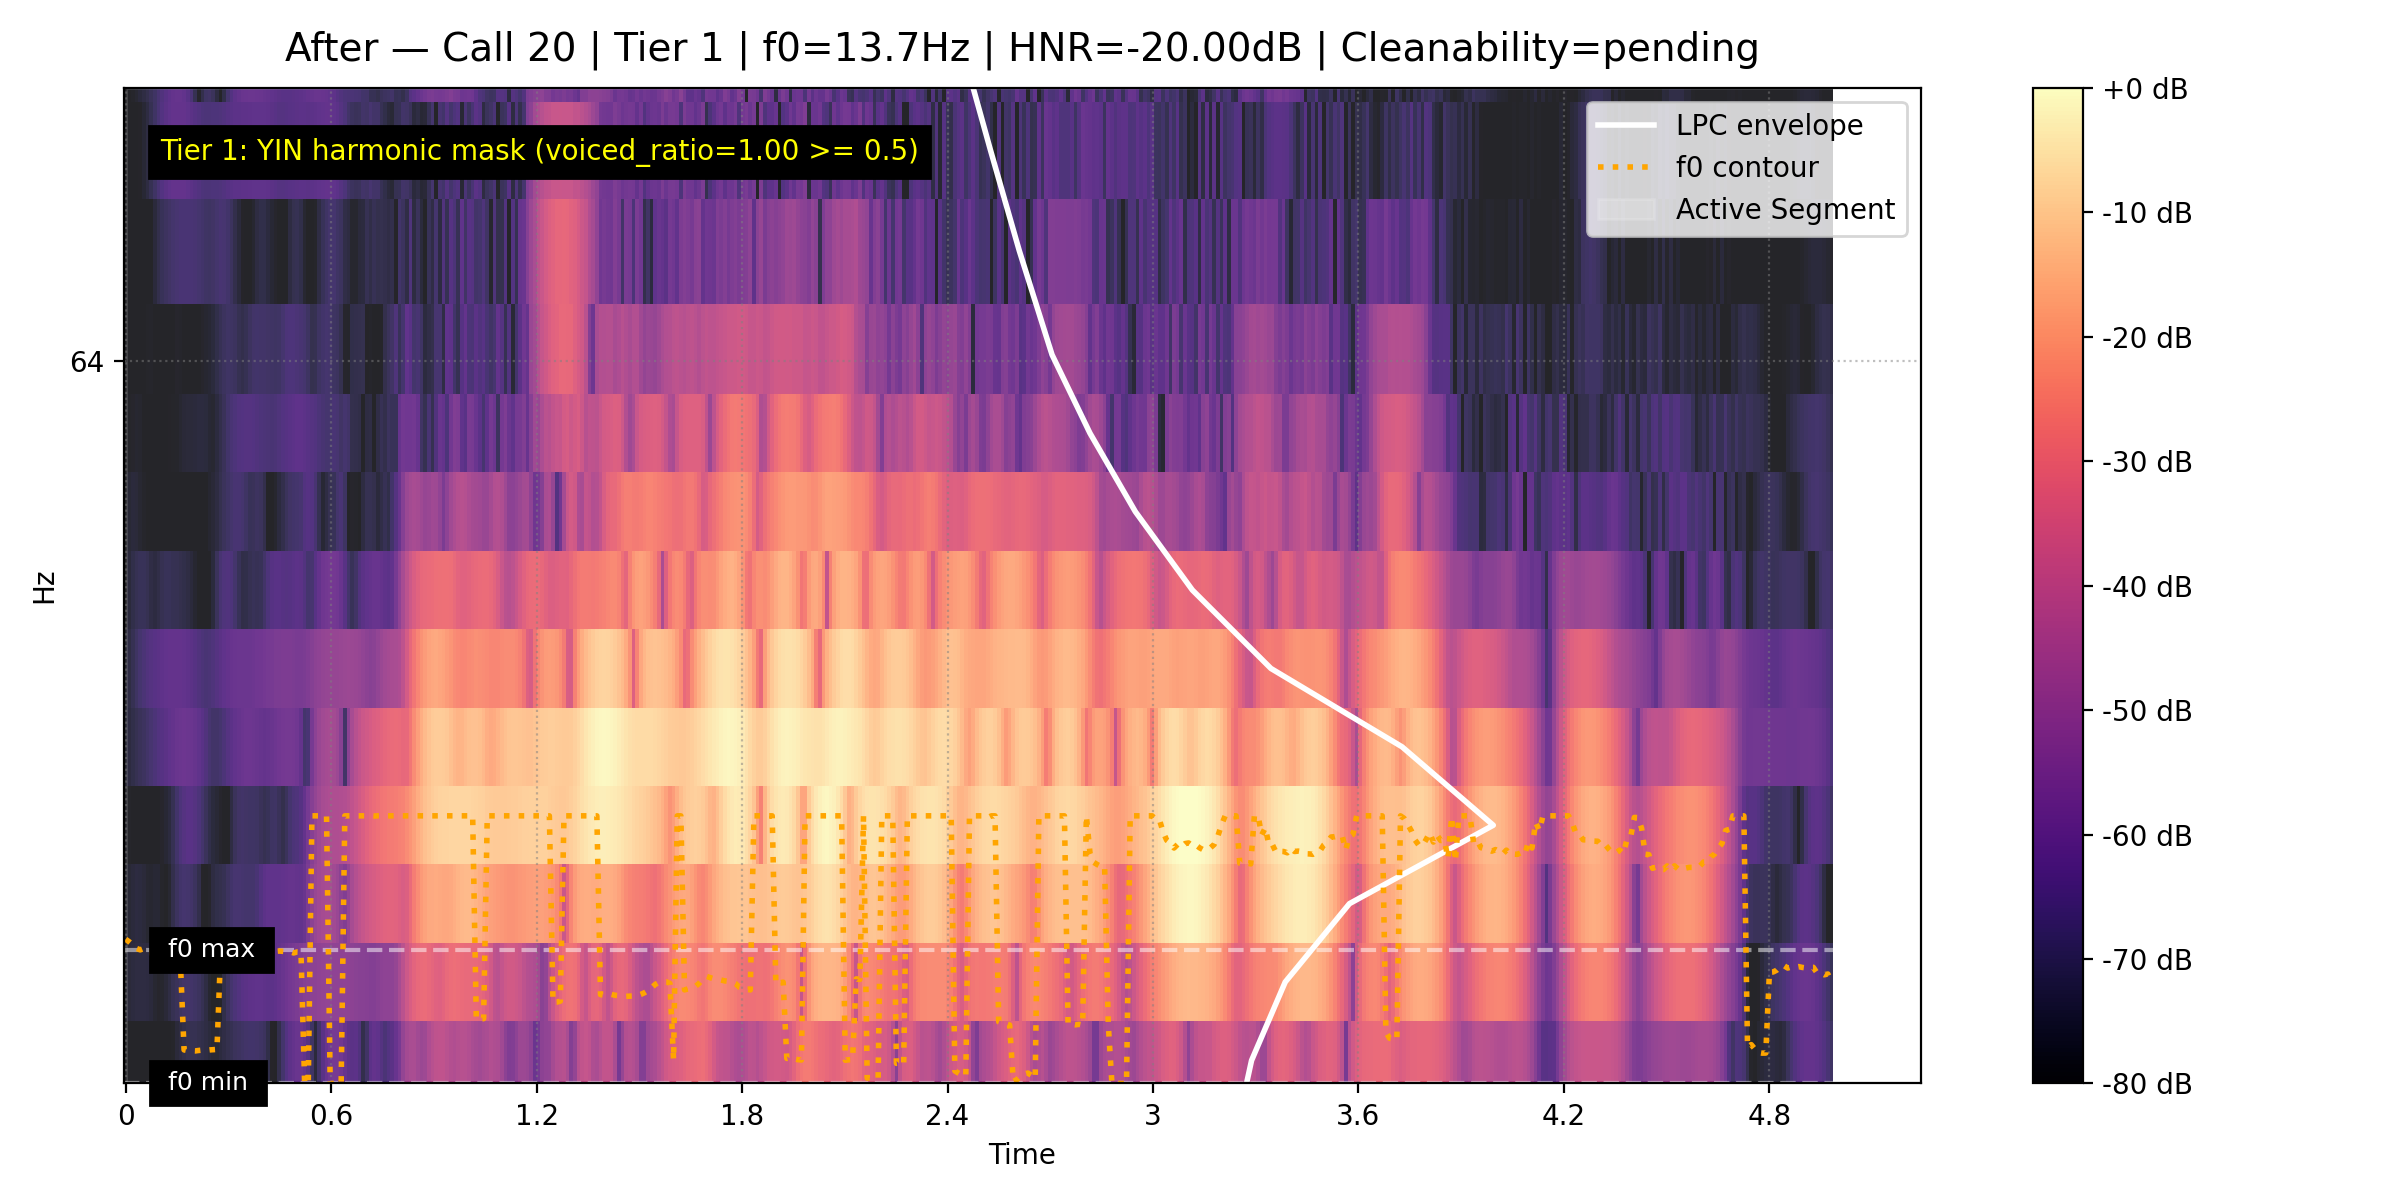 After — Call 20 | Tier 1 | f0=13.7Hz | HNR=-20.00dB | Cleanability=pending
Tier 1: YIN harmonic mask (voiced_ratio=1.00 >= 0.5)
LPC envelope
f0 contour
Active Segment
64
Hz
f0 max
f0 min
0 0.6 1.2 1.8 2.4 3 3.6 4.2 4.8
Time
+0 dB
-10 dB
-20 dB
-30 dB
-40 dB
-50 dB
-60 dB
-70 dB
-80 dB